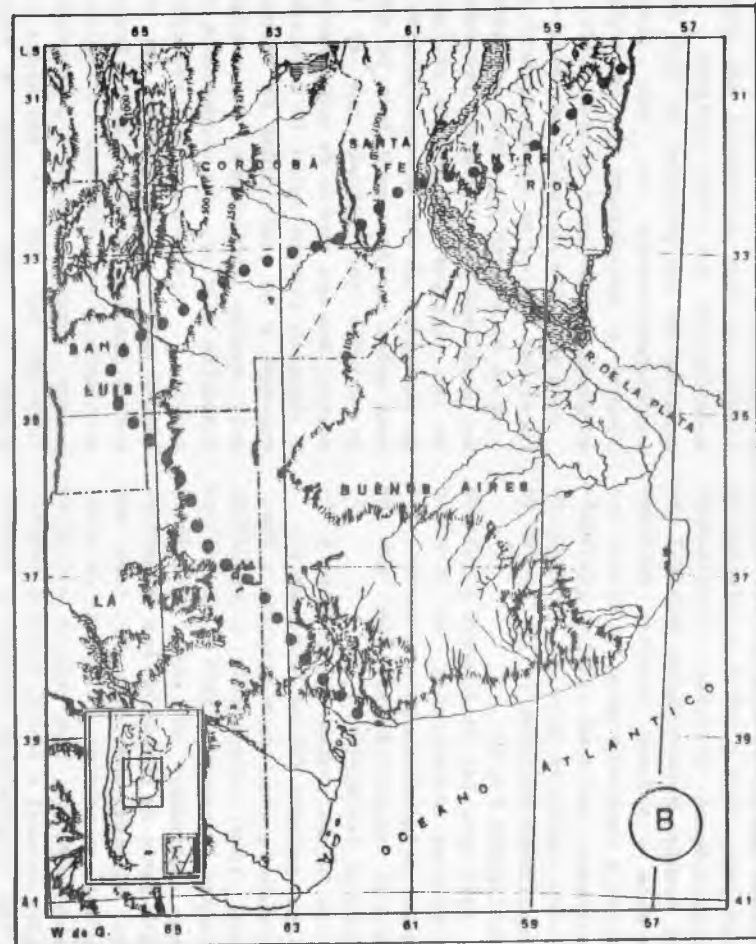 65 63 61 59 57
L.S
31 31
CORDOBA
SANTA
FE
ENTRE
RIOS
500
250
33 33
SAN
LUIS
R. DE LA PLATA
35 35
BUENOS AIRES
37 37
LA
39 39
OCEANO ATLANTICO
B
41 41
W de G. 65 63 61 59 57